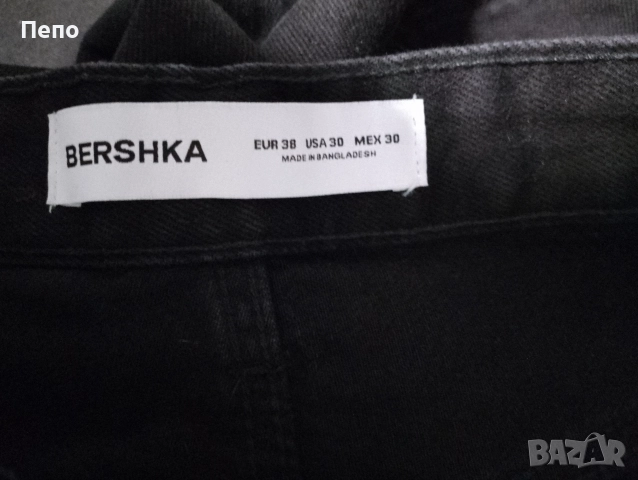 Пепо
BERSHKA
EUR 38 USA 30 MEX 30
MADE IN BANGLADESH
BAZAR